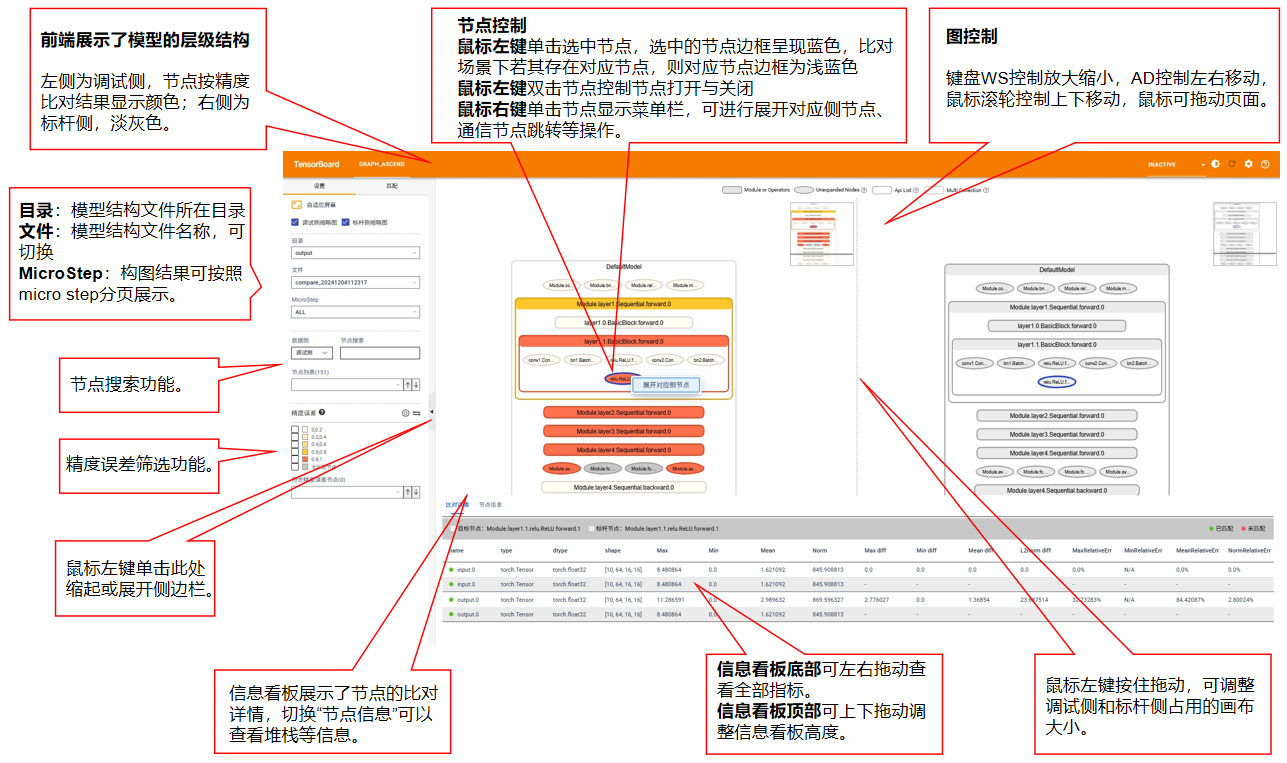 前端展示了模型的层级结构
左侧为调试侧，节点按精度
比对结果显示颜色；右侧为
标杆侧，淡灰色。
节点控制
鼠标左键单击选中节点，选中的节点边框呈现蓝色，比对
场景下若其存在对应节点，则对应节点边框为浅蓝色
鼠标左键双击节点控制节点打开与关闭
鼠标右键单击节点显示菜单栏，可进行展开对应侧节点、
通信节点跳转等操作。
图控制
键盘WS控制放大缩小，AD控制左右移动，
鼠标滚轮控制上下移动，鼠标可拖动页面。
目录：模型结构文件所在目录
文件：模型结构文件名称，可
切换
MicroStep：构图结果可按照
micro step分页展示。
节点搜索功能。
精度误差筛选功能。
鼠标左键单击此处
缩起或展开侧边栏。
TensorBoard GRAPH_ASCEND INACTIVE
设置 匹配
自适应屏幕
调试侧缩略图 标杆侧缩略图
目录
output
文件
compare_20241204112317
MicroStep
ALL
数据侧 节点搜索
调试侧
节点列表(151)
精度误差
0,0.2
0.2,0.4
0.4,0.6
0.6,0.8
0.8,1
符合精度误差节点(0)
Module or Operators Unexpanded Nodes Api List Multi Collection
DefaultModel
Module.co... Module.bn... Module.rel... Module.m...
Module.layer1.Sequential.forward.0
layer1.0.BasicBlock.forward.0
layer1.1.BasicBlock.forward.0
conv1.Con... bn1.Batch... relu.ReLU.f... conv2.Con... bn2.Batch...
relu.ReLU
展开对应侧节点
Module.layer2.Sequential.forward.0
Module.layer3.Sequential.forward.0
Module.layer4.Sequential.forward.0
Module.av... Module.fc... Module.fc... Module.av...
Module.layer4.Sequential.backward.0
DefaultModel
Module.co... Module.bn... Module.rel... Module.m...
Module.layer1.Sequential.forward.0
layer1.0.BasicBlock.forward.0
layer1.1.BasicBlock.forward.0
conv1.Con... bn1.Batch... relu.ReLU.f... conv2.Con... bn2.Batch...
relu.ReLU.f...
Module.layer2.Sequential.forward.0
Module.layer3.Sequential.forward.0
Module.layer4.Sequential.forward.0
Module.av... Module.fc... Module.fc... Module.av...
Module.layer4.Sequential.backward.0
比对详情 节点信息
目标节点：Module.layer1.1.relu.ReLU.forward.1 标杆节点：Module.layer1.1.relu.ReLU.forward.1 已匹配 未匹配
name type dtype shape Max Min Mean Norm Max diff Min diff Mean diff L2norm diff MaxRelativeErr MinRelativeErr MeanRelativeErr NormRelativeErr
input.0 torch.Tensor torch.float32 [10, 64, 16, 16] 8.480864 0.0 1.621092 845.908813 0.0 0.0 0.0 0.0 0.0% N/A 0.0% 0.0%
input.0 torch.Tensor torch.float32 [10, 64, 16, 16] 8.480864 0.0 1.621092 845.908813 - - - - - - - -
output.0 torch.Tensor torch.float32 [10, 64, 16, 16] 11.286591 0.0 2.989632 869.596327 2.776027 0.0 1.36854 N/A 84.42087% 2.80024%
output.0 torch.Tensor torch.float32 [10, 64, 16, 16] 8.480864 0.0 1.621092 845.908813 - - - - - - - -
信息看板展示了节点的比对
详情，切换“节点信息”可以
查看堆栈等信息。
信息看板底部可左右拖动查
看全部指标。
信息看板顶部可上下拖动调
整信息看板高度。
鼠标左键按住拖动，可调整
调试侧和标杆侧占用的画布
大小。